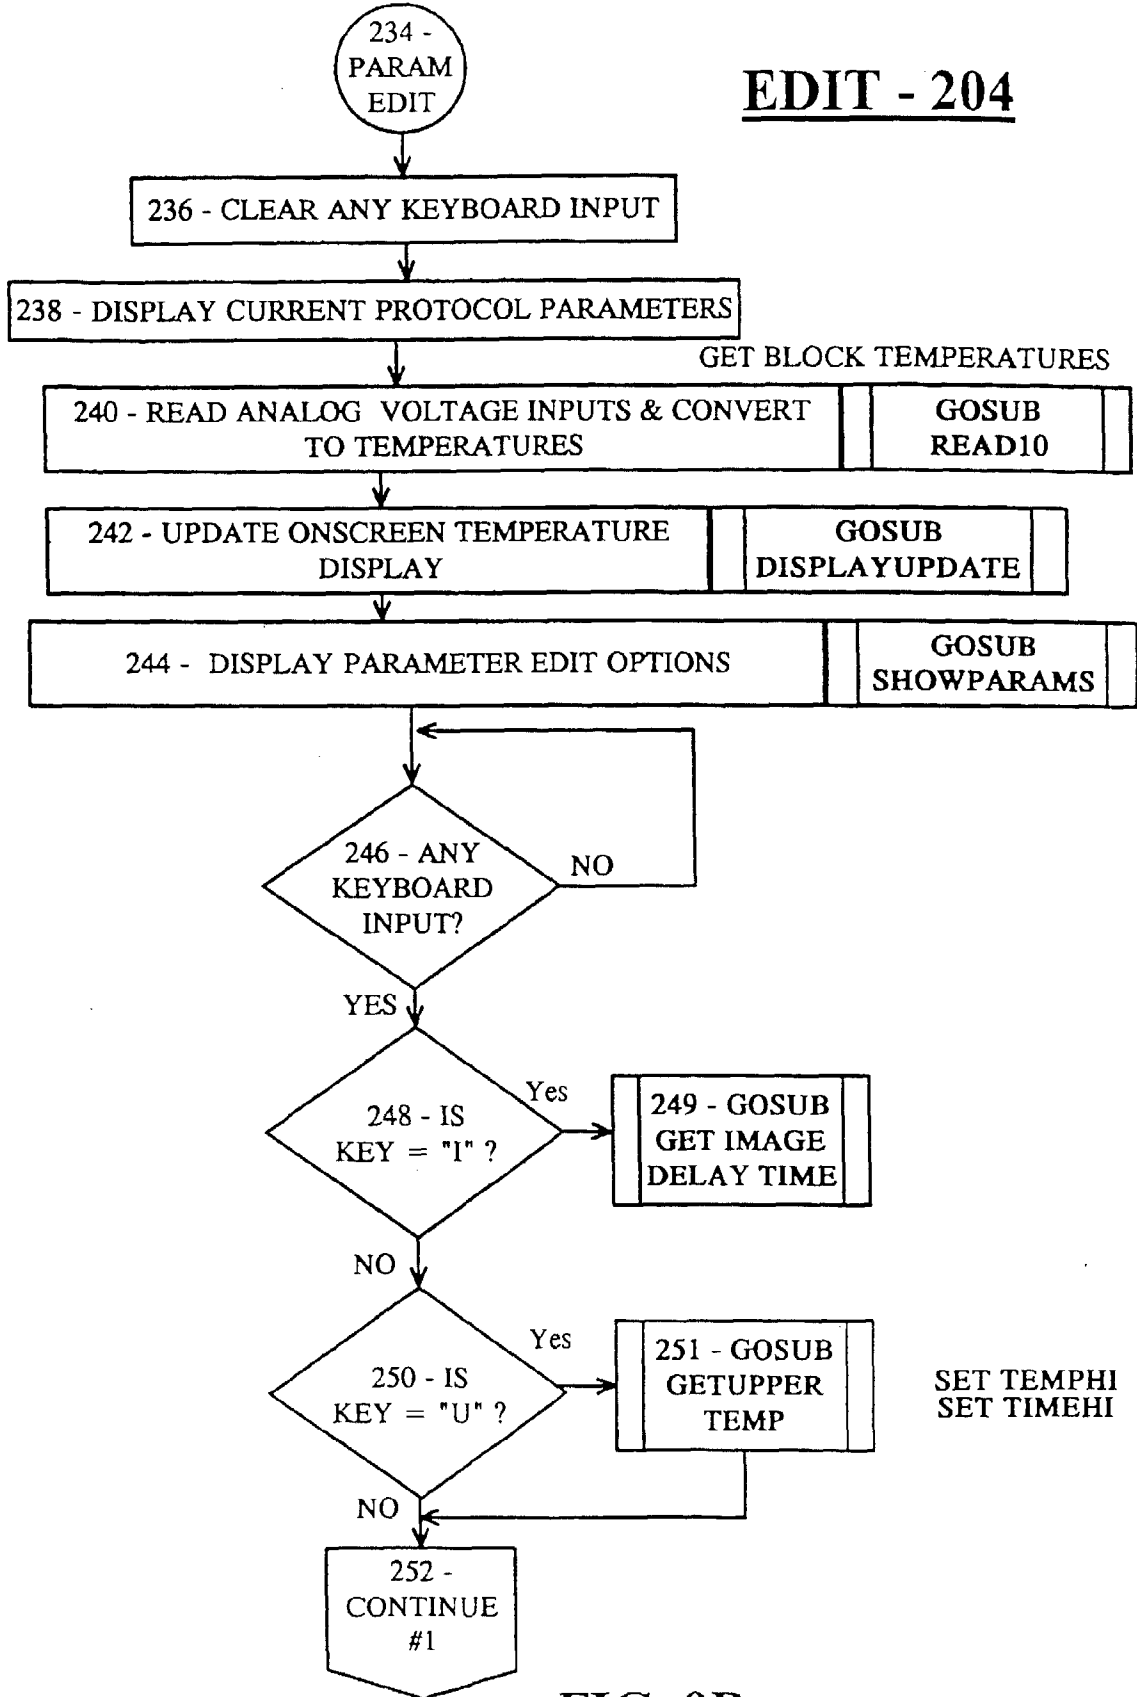 234 -
PARAM
EDIT
EDIT - 204
236 - CLEAR ANY KEYBOARD INPUT
238 - DISPLAY CURRENT PROTOCOL PARAMETERS
GET BLOCK TEMPERATURES
240 - READ ANALOG VOLTAGE INPUTS & CONVERT
TO TEMPERATURES
GOSUB
READ10
242 - UPDATE ONSCREEN TEMPERATURE
DISPLAY
GOSUB
DISPLAYUPDATE
244 - DISPLAY PARAMETER EDIT OPTIONS
GOSUB
SHOWPARAMS
246 - ANY
KEYBOARD
INPUT?
NO
YES
248 - IS
KEY = "I" ?
Yes
249 - GOSUB
GET IMAGE
DELAY TIME
NO
250 - IS
KEY = "U" ?
Yes
251 - GOSUB
GETUPPER
TEMP
SET TEMPHI
SET TIMEHI
NO
252 -
CONTINUE
#1